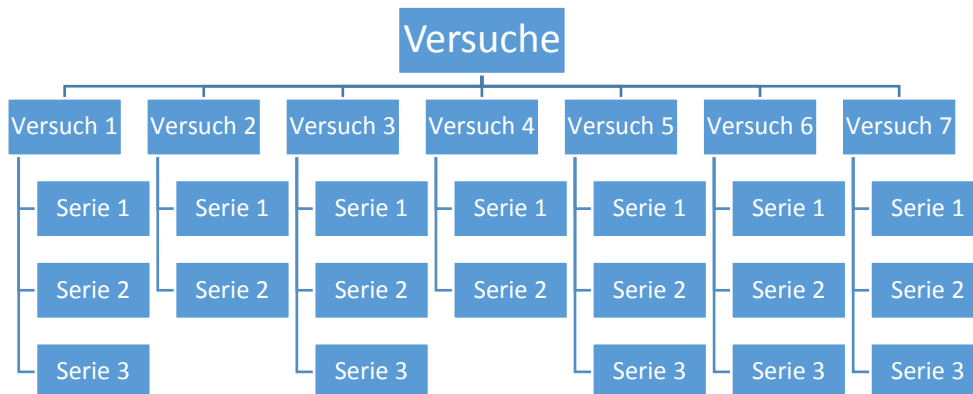 Versuche
Versuch 1
Versuch 2
Versuch 3
Versuch 4
Versuch 5
Versuch 6
Versuch 7
Serie 1
Serie 1
Serie 1
Serie 1
Serie 1
Serie 1
Serie 1
Serie 2
Serie 2
Serie 2
Serie 2
Serie 2
Serie 2
Serie 2
Serie 3
Serie 3
Serie 3
Serie 3
Serie 3